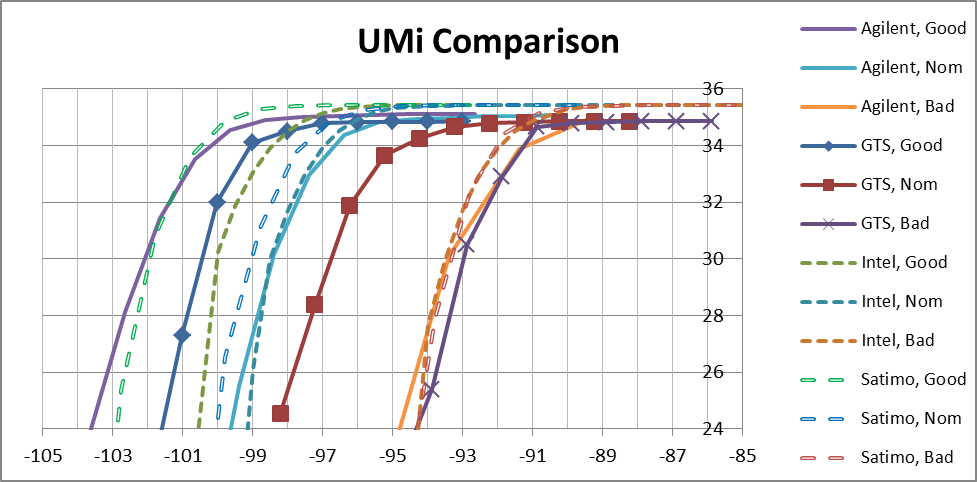 UMi Comparison
36
34
32
30
28
26
24
-105
-103
-101
-99
-97
-95
-93
-91
-89
-87
-85
Agilent, Good
Agilent, Nom
Agilent, Bad
GTS, Good
GTS, Nom
GTS, Bad
Intel, Good
Intel, Nom
Intel, Bad
Satimo, Good
Satimo, Nom
Satimo, Bad